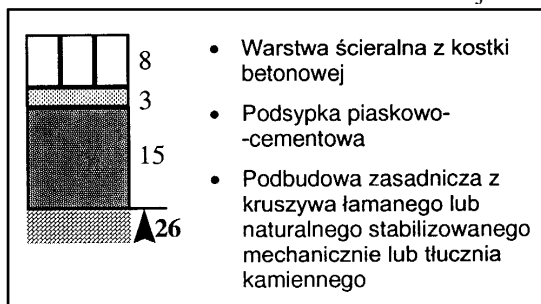 8
3
15
26
• Warstwa ścieralna z kostki
betonowej
• Podsypka piaskowo-
-cementowa
• Podbudowa zasadnicza z
kruszywa łamanego lub
naturalnego stabilizowanego
mechanicznie lub tłucznia
kamiennego